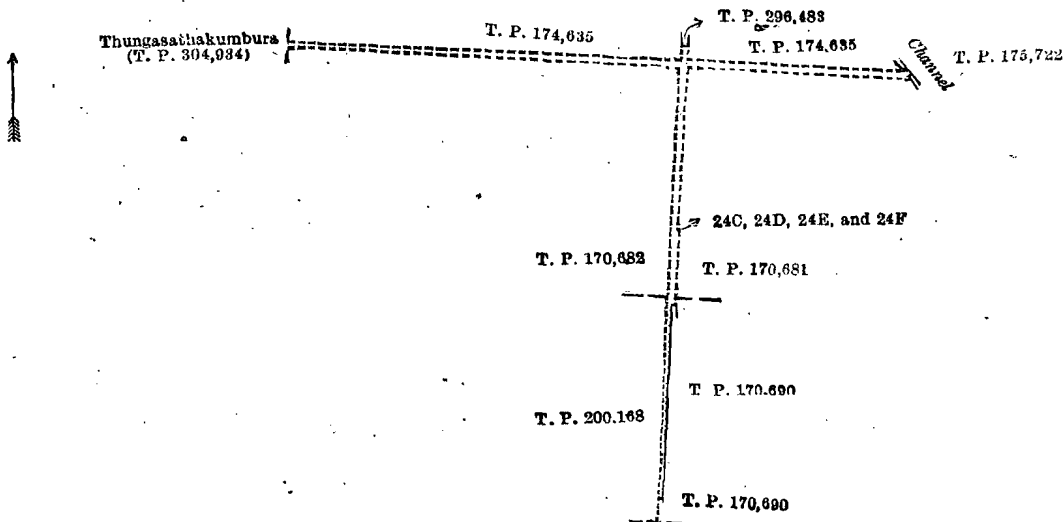 T. P. 296,483
Thungasathakumbura
(T. P. 304,934)
T. P. 174,635
T. P. 174,635
Channel
T. P. 175,722
24C, 24D, 24E, and 24F
T. P. 170,682
T. P. 170,681
T P. 170.690
T. P. 200.168
T. P. 170,690